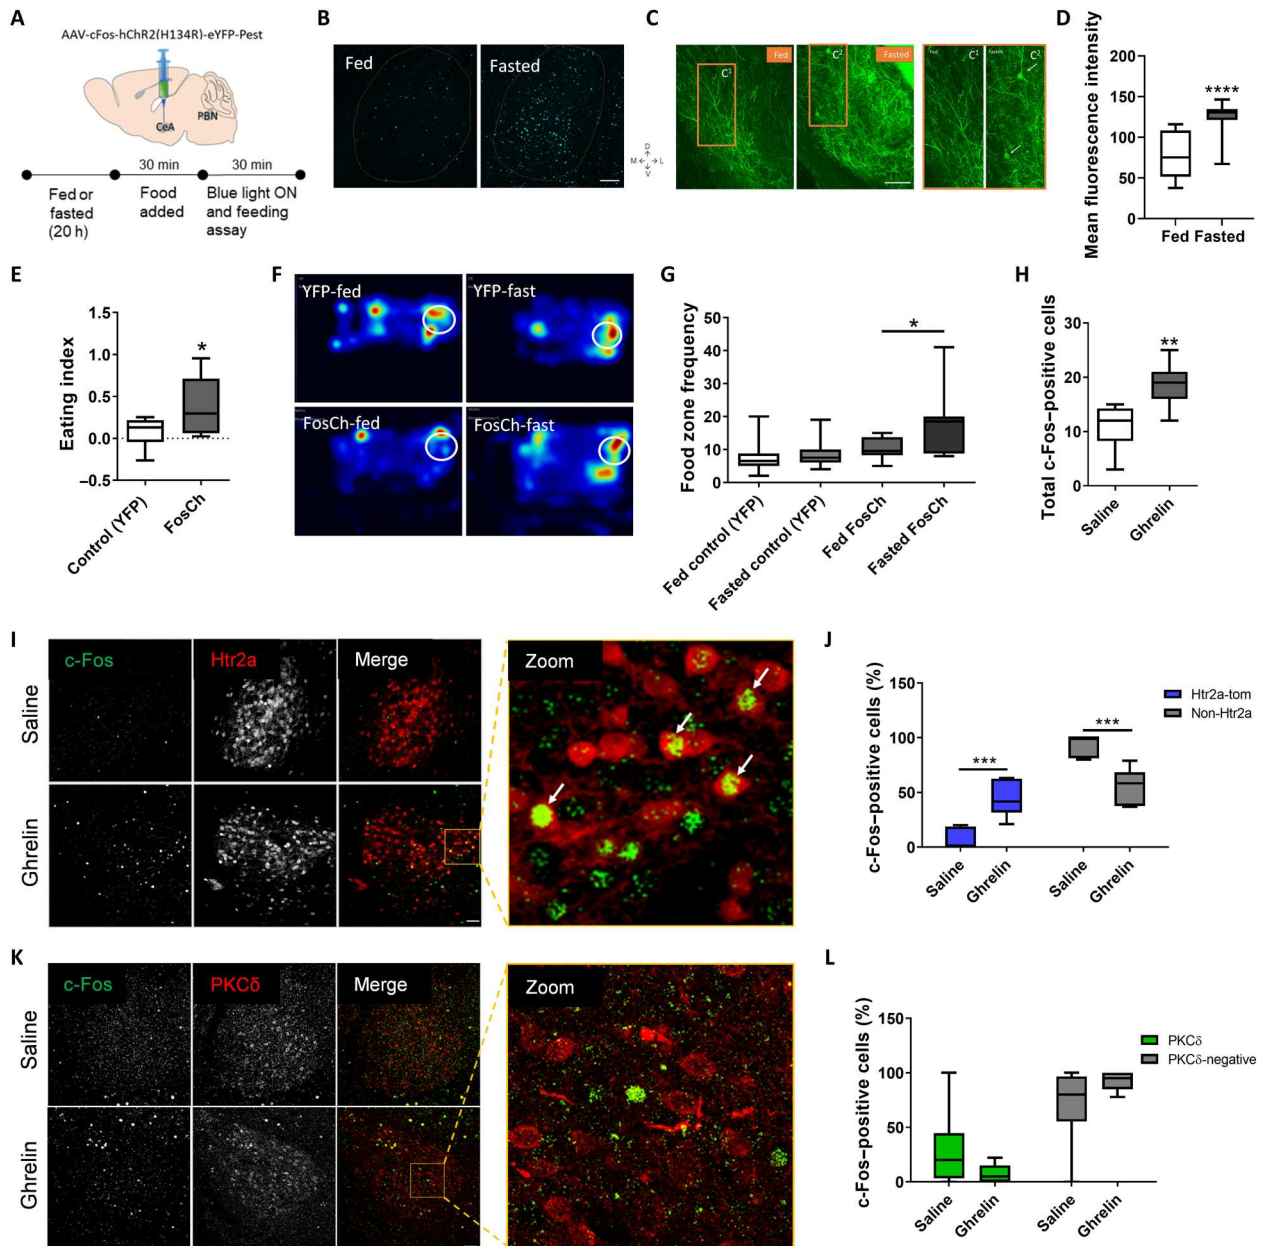 A
AAV-cFos-hChR2(H134R)-eYFP-Pest
CeA
PBN
30 min
30 min
Fed or
fasted
(20 h)
Food
added
Blue light ON
and feeding
assay
B
Fed
Fasted
C
Fed
C1
Fasted
C2
Fed
C1
Fasted
C2
D
M
L
V
D
Mean fluorescence intensity
200
150
100
50
0
****
Fed Fasted
E
Eating index
1.5
1.0
0.5
0.0
–0.5
*
Control (YFP)
FosCh
F
YFP-fed
YFP-fast
FosCh-fed
FosCh-fast
G
Food zone frequency
50
40
30
20
10
0
*
Fed control (YFP)
Fasted control (YFP)
Fed FosCh
Fasted FosCh
H
Total c-Fos–positive cells
30
20
10
0
**
Saline
Ghrelin
I
c-Fos
Htr2a
Merge
Zoom
Saline
Ghrelin
J
c-Fos–positive cells (%)
150
100
50
0
***
***
Saline
Ghrelin
Saline
Ghrelin
Htr2a-tom
Non-Htr2a
K
c-Fos
PKCδ
Merge
Zoom
Saline
Ghrelin
L
c-Fos–positive cells (%)
150
100
50
0
Saline
Ghrelin
Saline
Ghrelin
PKCδ
PKCδ-negative